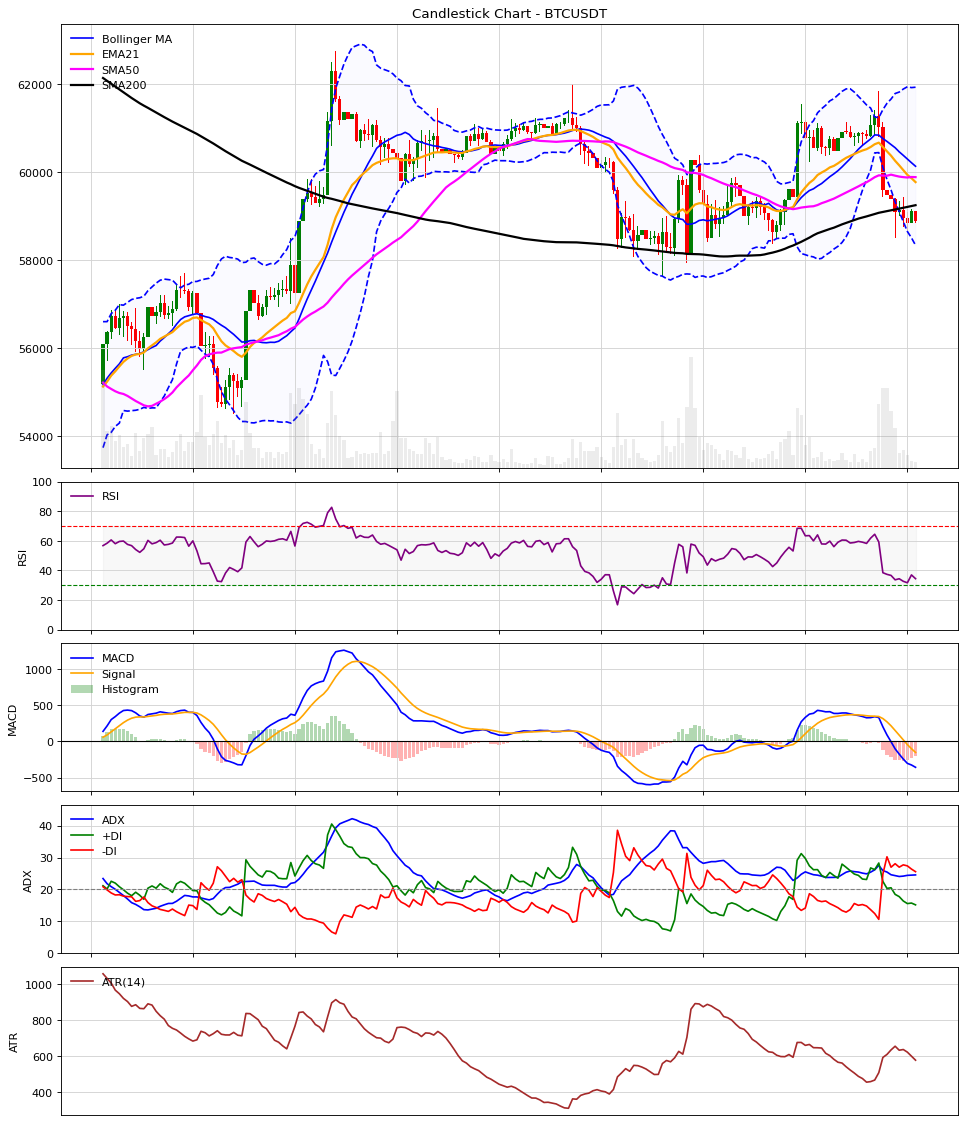 Candlestick Chart - BTCUSDT
Bollinger MA
EMA21
SMA50
SMA200
62000
60000
58000
56000
54000
RSI
100
80
60
40
20
0
RSI
MACD
Signal
Histogram
1000
500
0
−500
MACD
ADX
+DI
-DI
40
30
20
10
0
ADX
ATR(14)
1000
800
600
400
ATR